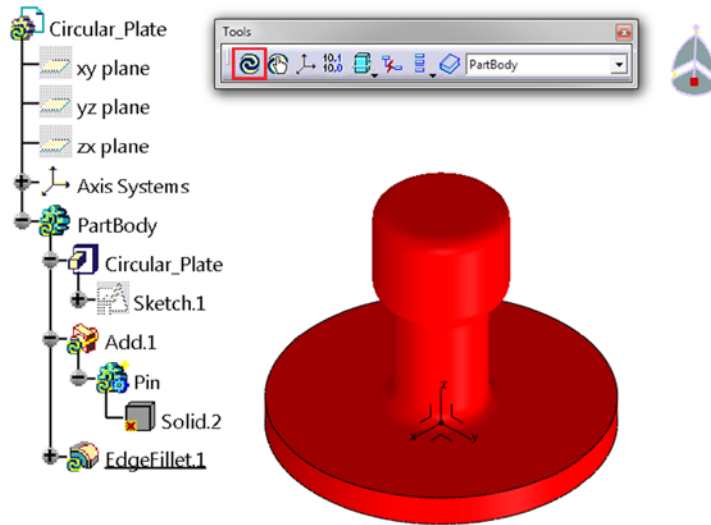 Circular_Plate
xy plane
yz plane
zx plane
Axis Systems
PartBody
Circular_Plate
Sketch.1
Add.1
Pin
Solid.2
EdgeFillet.1
Tools
10.1
10.0
PartBody
z
x
y